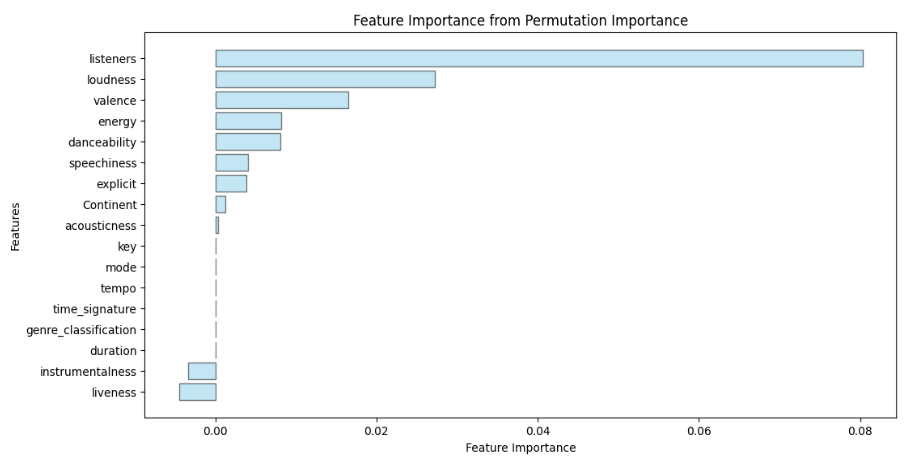 Feature Importance from Permutation Importance
listeners
loudness
valence
energy
danceability
speechiness
explicit
Continent
acousticness
key
mode
tempo
time_signature
genre_classification
duration
instrumentalness
liveness
Features
0.00 0.02 0.04 0.06 0.08
Feature Importance